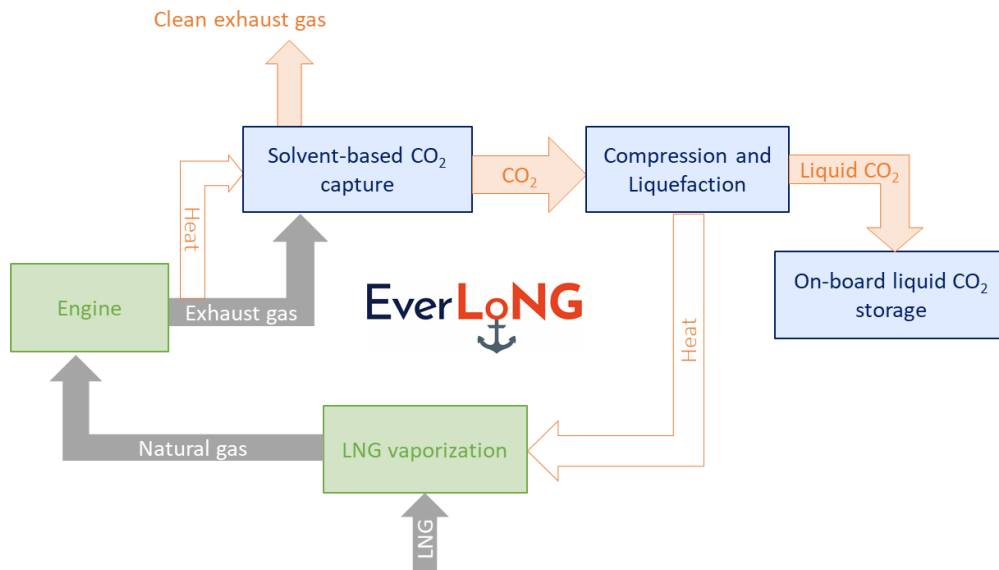 Clean exhaust gas
Solvent-based CO₂
capture
CO₂
Compression and
Liquefaction
Liquid CO₂
Heat
Engine
Exhaust gas
EverLoNG
On-board liquid CO₂
storage
Heat
Natural gas
LNG vaporization
LNG